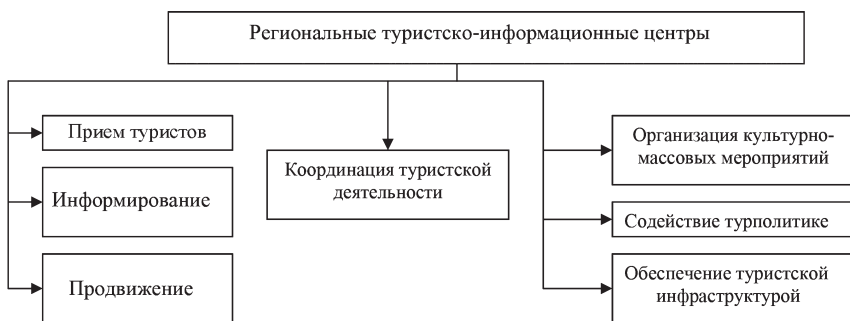 Региональные туристско-информационные центры
Прием туристов
Информирование
Продвижение
Координация туристской
деятельности
Организация культурно-
массовых мероприятий
Содействие турполитике
Обеспечение туристской
инфраструктурой